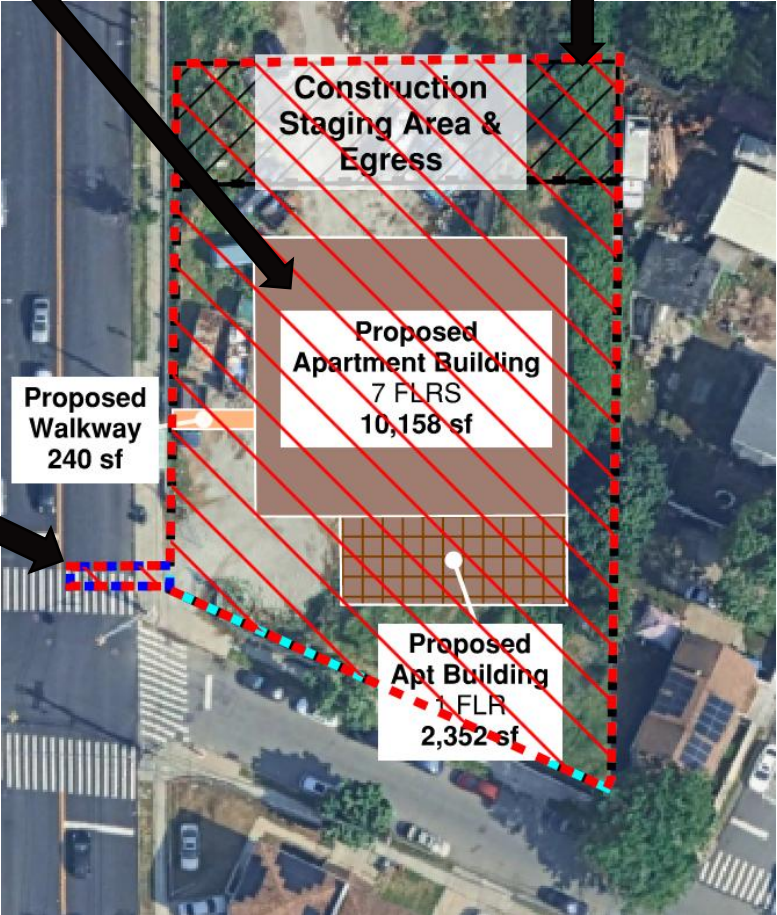 Construction
Staging Area &
Egress
Proposed
Apartment Building
7 FLRS
10,158 sf
Proposed
Walkway
240 sf
Proposed
Apt Building
1 FLR
2,352 sf